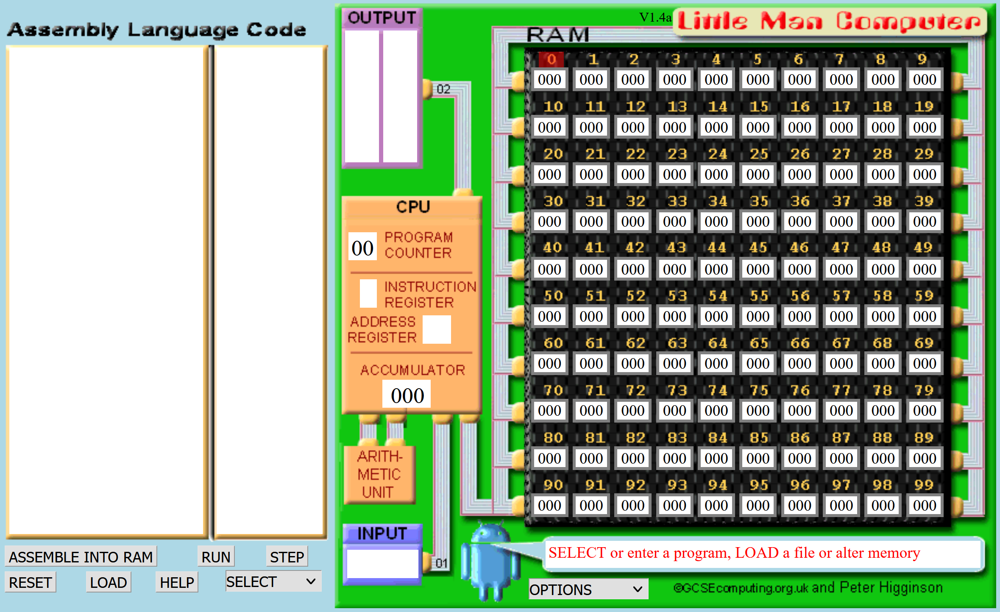 Assembly Language Code
OUTPUT
V1.4a
Little Man Computer
RAM
0 1 2 3 4 5 6 7 8 9
000 000 000 000 000 000 000 000 000 000
02
10 11 12 13 14 15 16 17 18 19
000 000 000 000 000 000 000 000 000 000
20 21 22 23 24 25 26 27 28 29
000 000 000 000 000 000 000 000 000 000
30 31 32 33 34 35 36 37 38 39
000 000 000 000 000 000 000 000 000 000
40 41 42 43 44 45 46 47 48 49
000 000 000 000 000 000 000 000 000 000
50 51 52 53 54 55 56 57 58 59
000 000 000 000 000 000 000 000 000 000
60 61 62 63 64 65 66 67 68 69
000 000 000 000 000 000 000 000 000 000
70 71 72 73 74 75 76 77 78 79
000 000 000 000 000 000 000 000 000 000
80 81 82 83 84 85 86 87 88 89
000 000 000 000 000 000 000 000 000 000
90 91 92 93 94 95 96 97 98 99
000 000 000 000 000 000 000 000 000 000
CPU
00
PROGRAM
COUNTER
INSTRUCTION
REGISTER
ADDRESS
REGISTER
ACCUMULATOR
000
ARITH-
METIC
UNIT
INPUT
01
SELECT or enter a program, LOAD a file or alter memory
ASSEMBLE INTO RAM RUN STEP
RESET LOAD HELP SELECT
OPTIONS
©GCSEcomputing.org.uk and Peter Higginson